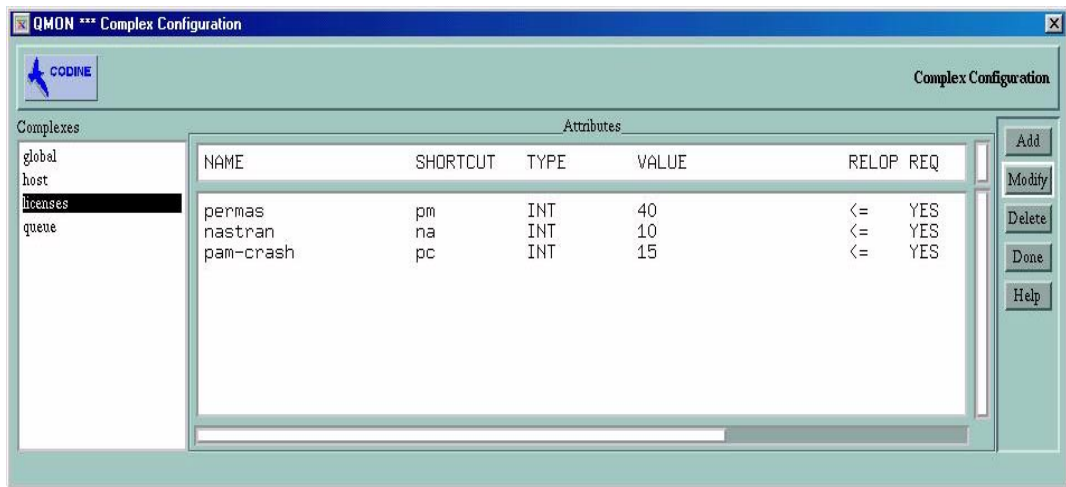 QMON *** Complex Configuration
CODINE
Complex Configuration
Complexes
Attributes
global
host
licenses
queue
NAME SHORTCUT TYPE VALUE RELOP REQ
permas pm INT 40 <= YES
nastran na INT 10 <= YES
pam-crash pc INT 15 <= YES
Add
Modify
Delete
Done
Help